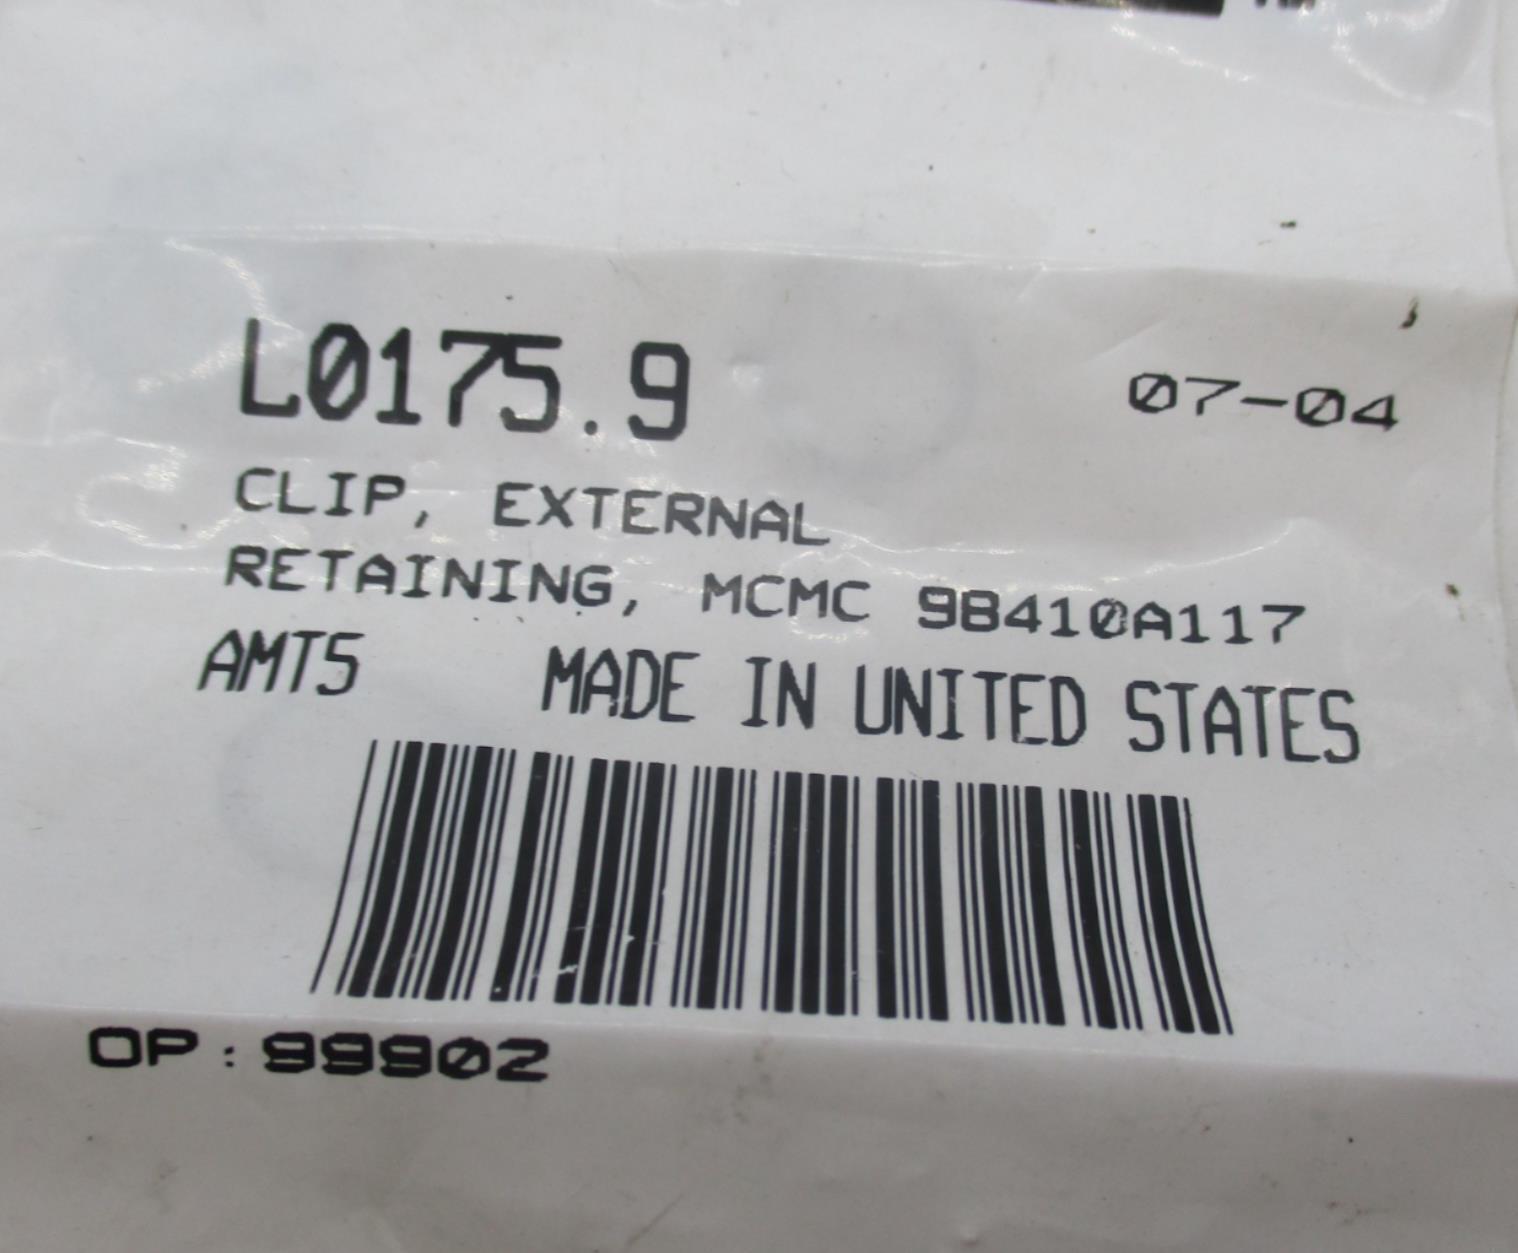 L0175.9 07-04
CLIP, EXTERNAL
RETAINING, MCMC 98410A117
AMT5 MADE IN UNITED STATES
OP: 99902